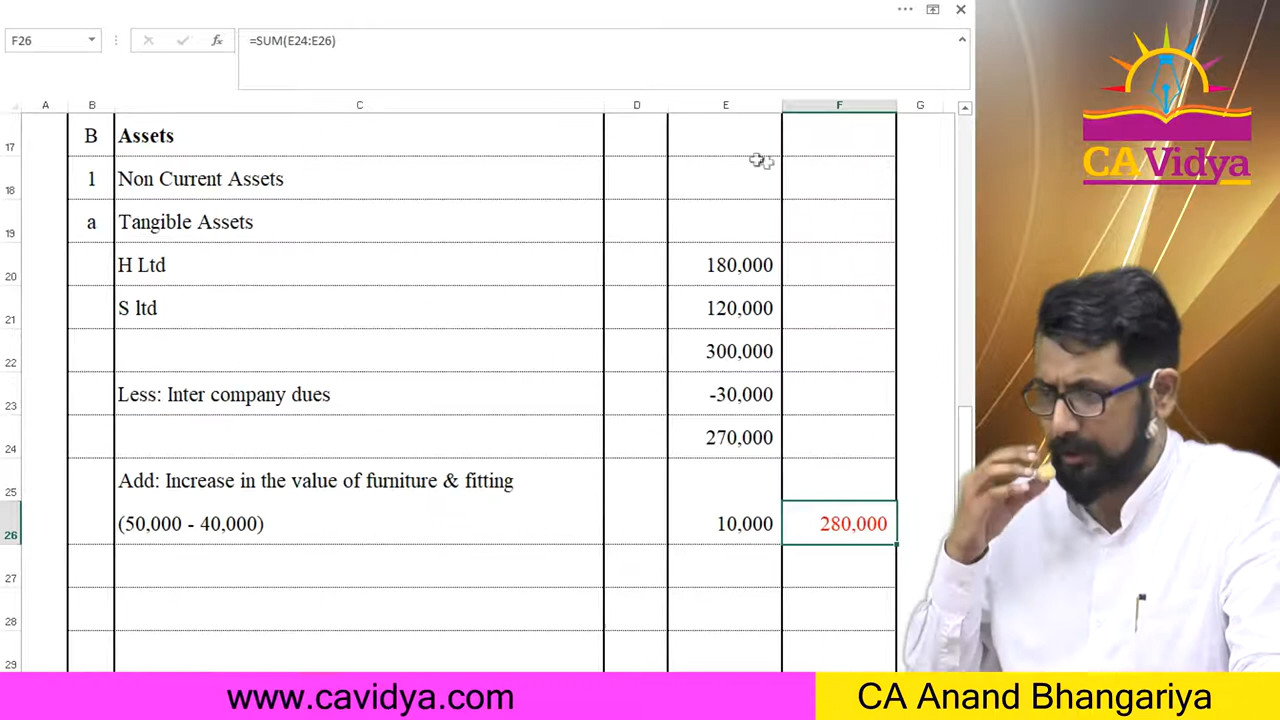 F26
fx
=SUM(E24:E26)
A B C D E F G
17 B Assets
18 1 Non Current Assets
19 a Tangible Assets
20 H Ltd 180,000
21 S ltd 120,000
22 300,000
23 Less: Inter company dues -30,000
24 270,000
25 Add: Increase in the value of furniture & fitting
26 (50,000 - 40,000) 10,000 280,000
27
28
29
CA Vidya
www.cavidya.com
CA Anand Bhangariya